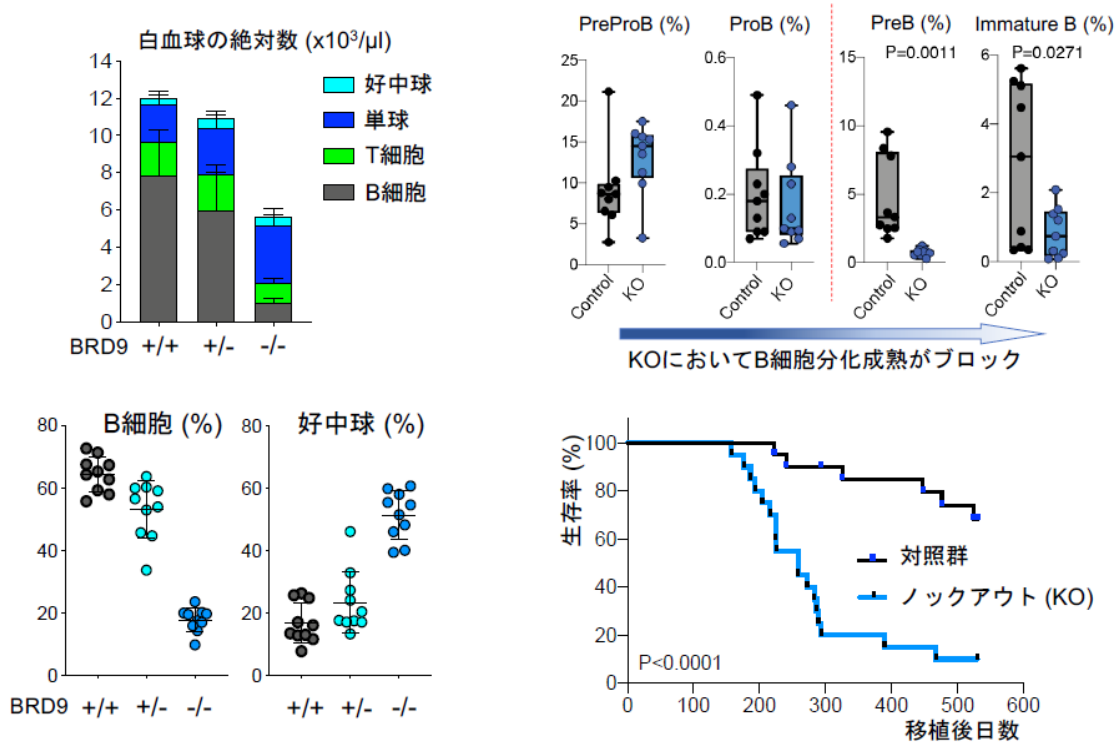 白血球の絶対数 (x10³/μl)
14
12
10
8
6
4
2
0
好中球
単球
T細胞
B細胞
BRD9 +/+ +/- -/-
PreProB (%)
25
20
15
10
5
0
Control KO
ProB (%)
0.6
0.4
0.2
0.0
Control KO
PreB (%)
P=0.0011
15
10
5
0
Control KO
Immature B (%)
P=0.0271
6
4
2
0
Control KO
KOにおいてB細胞分化成熟がブロック
B細胞 (%)
80
60
40
20
0
BRD9 +/+ +/- -/-
好中球 (%)
80
60
40
20
0
+/+ +/- -/-
生存率 (%)
100
80
60
40
20
0
対照群
ノックアウト (KO)
P<0.0001
0 100 200 300 400 500 600
移植後日数